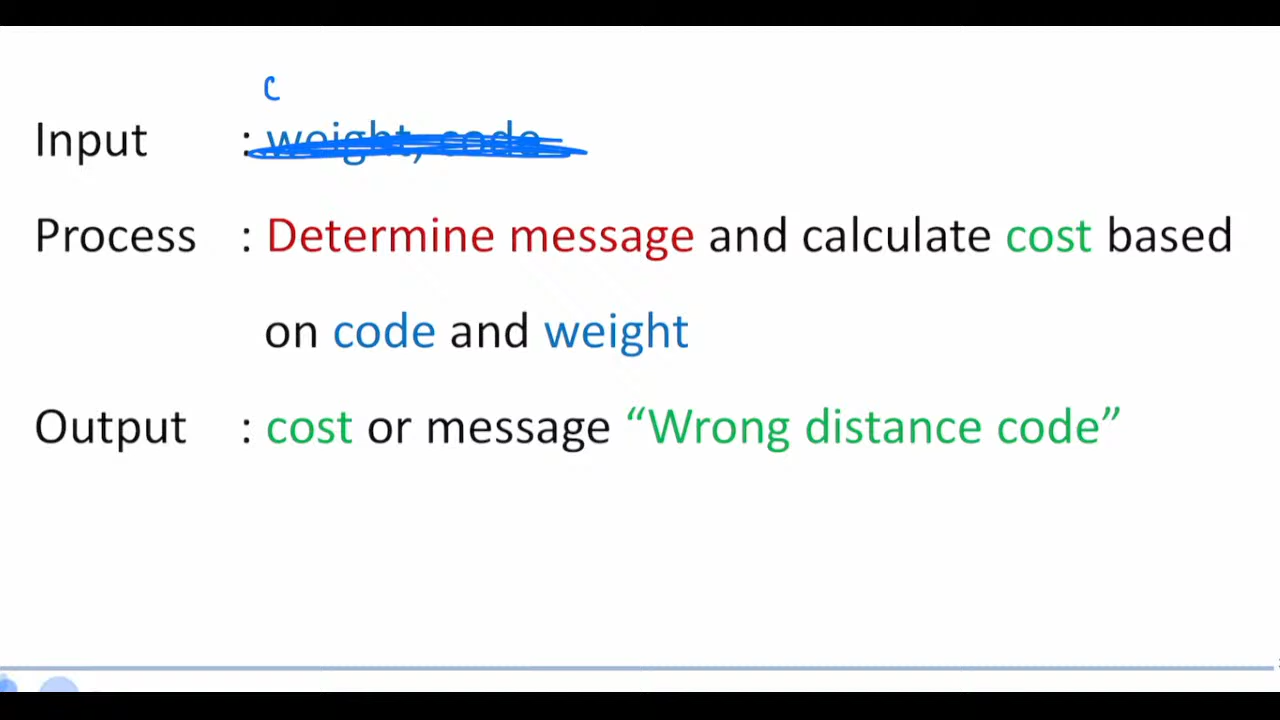 c
Input : weight, code
Process : Determine message and calculate cost based
on code and weight
Output : cost or message “Wrong distance code”